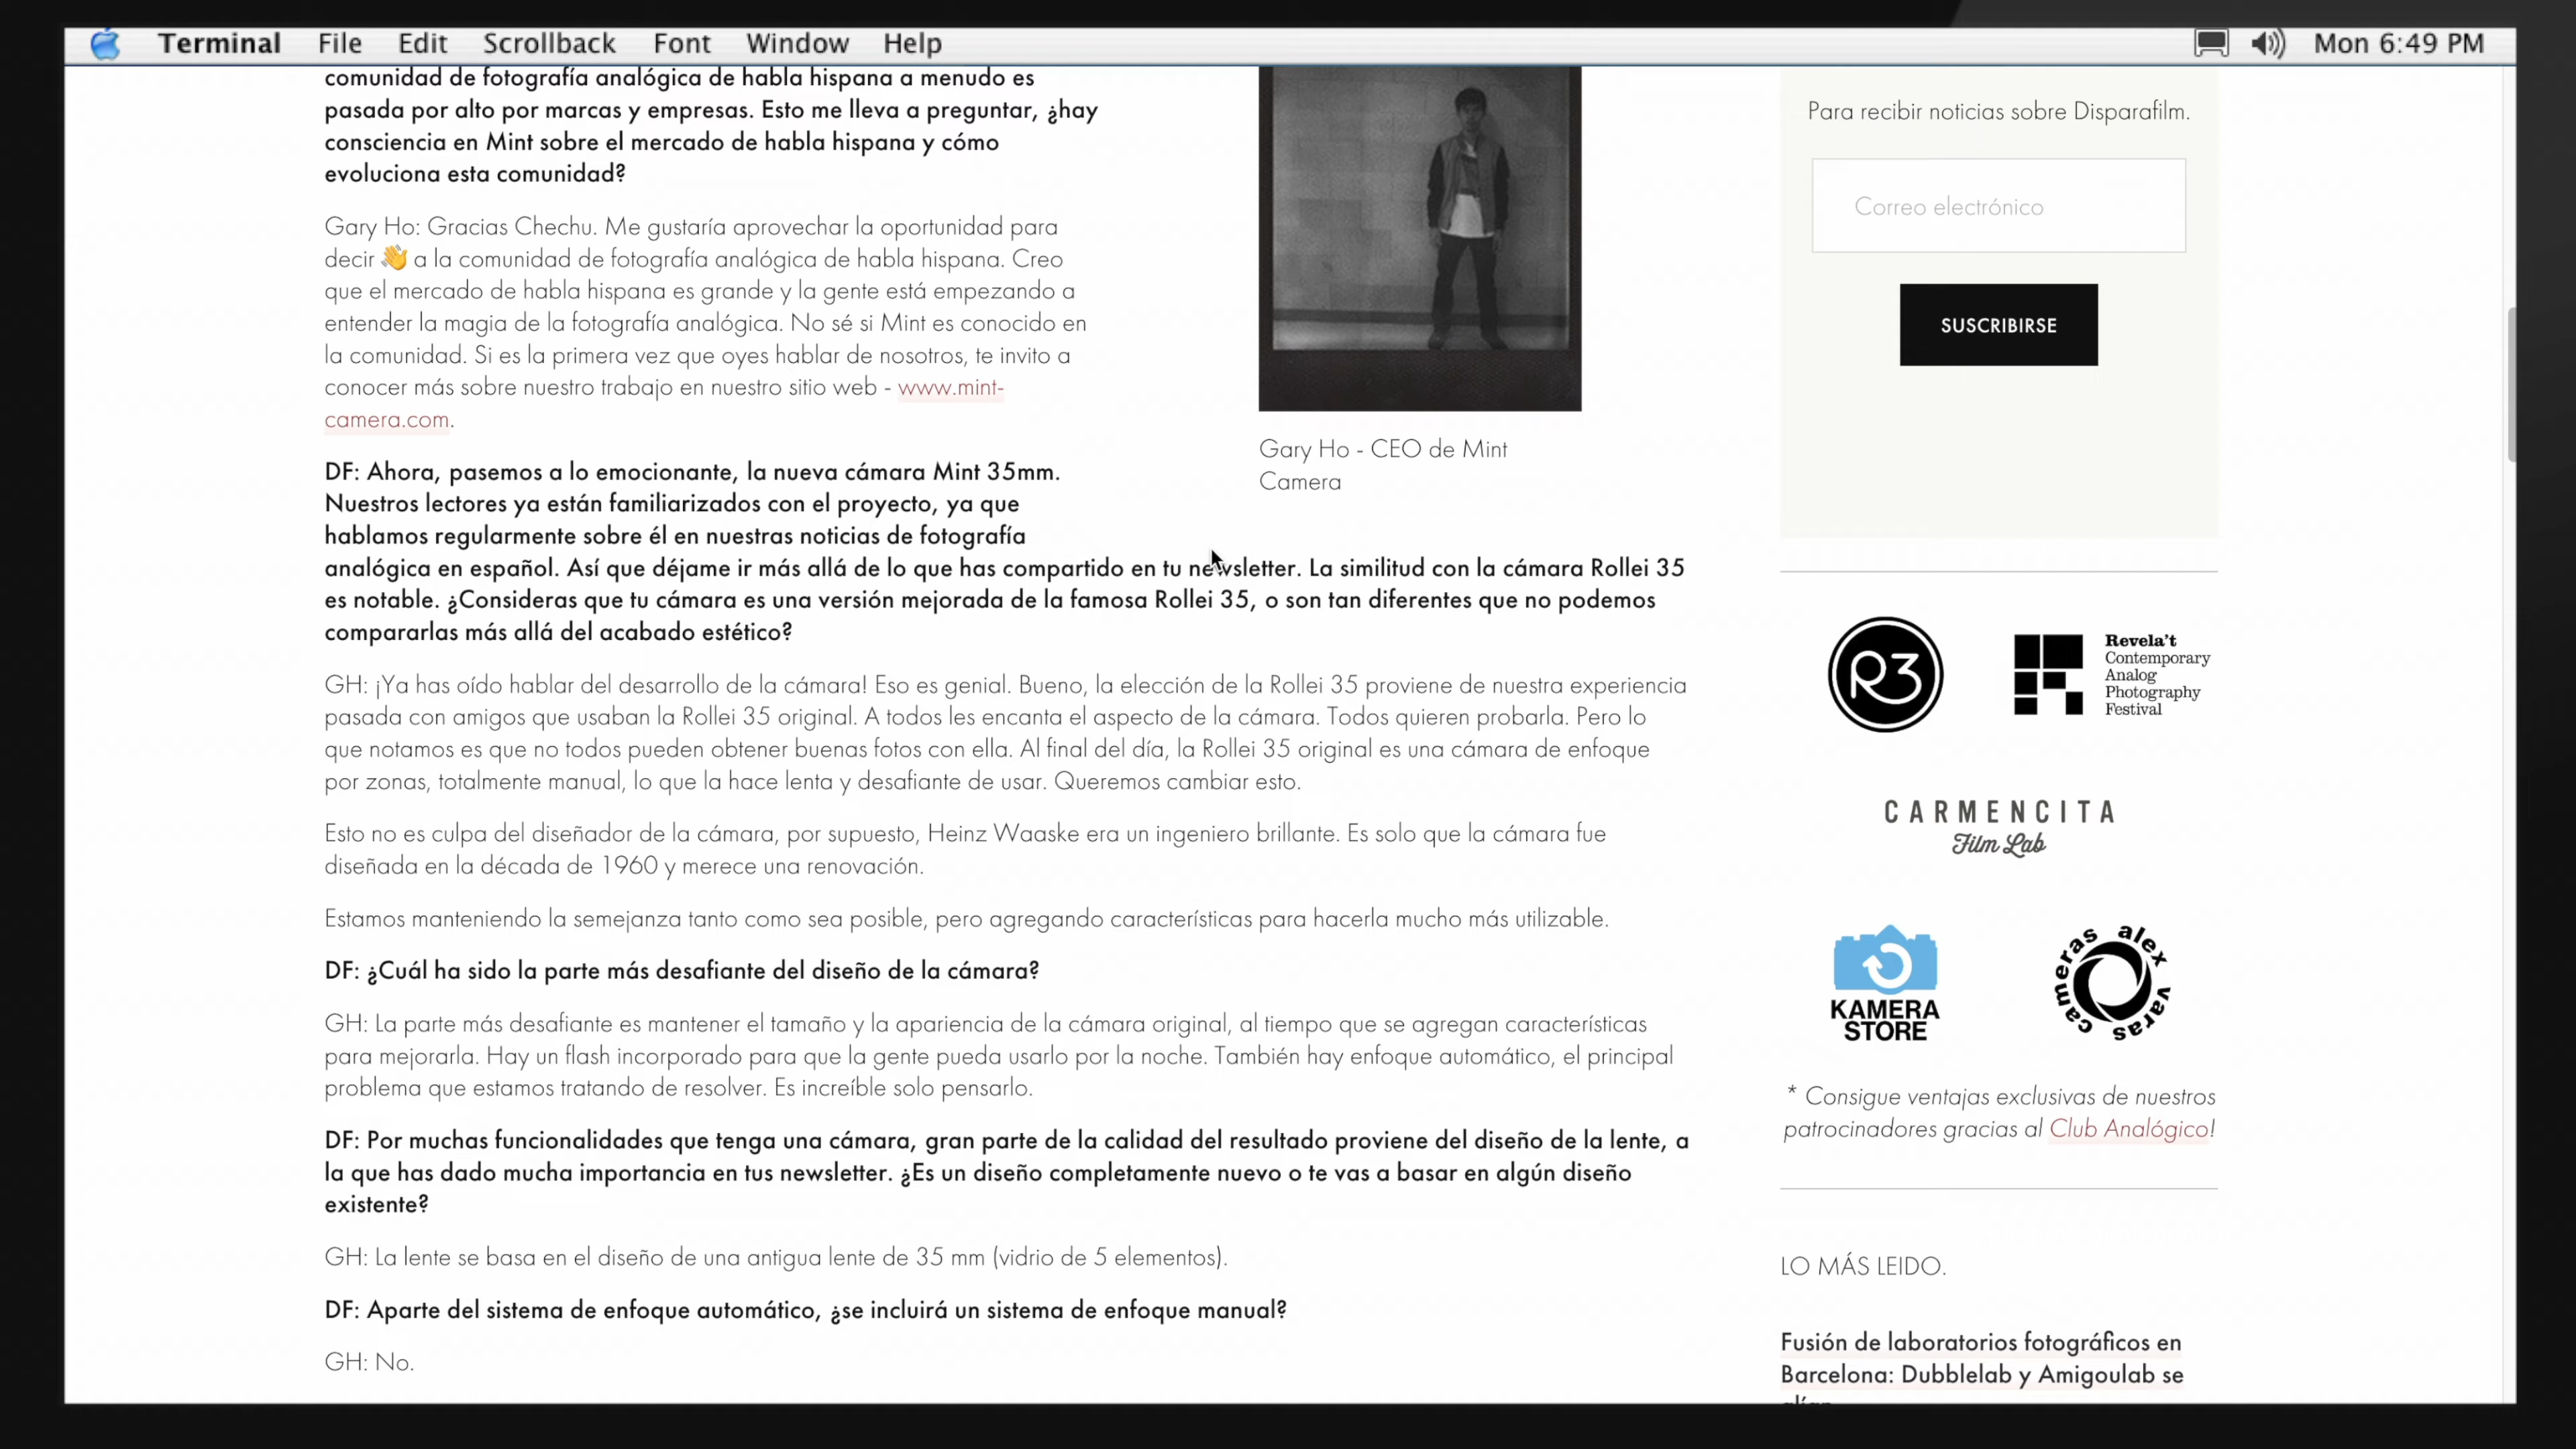 Terminal File Edit Scrollback Font Window Help Mon 6:49 PM
comunidad de fotografía analógica de habla hispana a menudo es
pasada por alto por marcas y empresas. Esto me lleva a preguntar, ¿hay
consciencia en Mint sobre el mercado de habla hispana y cómo
evoluciona esta comunidad?
Gary Ho: Gracias Chechu. Me gustaría aprovechar la oportunidad para
decir 👋 a la comunidad de fotografía analógica de habla hispana. Creo
que el mercado de habla hispana es grande y la gente está empezando a
entender la magia de la fotografía analógica. No sé si Mint es conocido en
la comunidad. Si es la primera vez que oyes hablar de nosotros, te invito a
conocer más sobre nuestro trabajo en nuestro sitio web - www.mint-
camera.com.
Gary Ho - CEO de Mint
Camera
DF: Ahora, pasemos a lo emocionante, la nueva cámara Mint 35mm.
Nuestros lectores ya están familiarizados con el proyecto, ya que
hablamos regularmente sobre él en nuestras noticias de fotografía
analógica en español. Así que déjame ir más allá de lo que has compartido en tu newsletter. La similitud con la cámara Rollei 35
es notable. ¿Consideras que tu cámara es una versión mejorada de la famosa Rollei 35, o son tan diferentes que no podemos
compararlas más allá del acabado estético?
GH: ¡Ya has oído hablar del desarrollo de la cámara! Eso es genial. Bueno, la elección de la Rollei 35 proviene de nuestra experiencia
pasada con amigos que usaban la Rollei 35 original. A todos les encanta el aspecto de la cámara. Todos quieren probarla. Pero lo
que notamos es que no todos pueden obtener buenas fotos con ella. Al final del día, la Rollei 35 original es una cámara de enfoque
por zonas, totalmente manual, lo que la hace lenta y desafiante de usar. Queremos cambiar esto.
Esto no es culpa del diseñador de la cámara, por supuesto, Heinz Waaske era un ingeniero brillante. Es solo que la cámara fue
diseñada en la década de 1960 y merece una renovación.
Estamos manteniendo la semejanza tanto como sea posible, pero agregando características para hacerla mucho más utilizable.
DF: ¿Cuál ha sido la parte más desafiante del diseño de la cámara?
GH: La parte más desafiante es mantener el tamaño y la apariencia de la cámara original, al tiempo que se agregan características
para mejorarla. Hay un flash incorporado para que la gente pueda usarlo por la noche. También hay enfoque automático, el principal
problema que estamos tratando de resolver. Es increíble solo pensarlo.
DF: Por muchas funcionalidades que tenga una cámara, gran parte de la calidad del resultado proviene del diseño de la lente, a
la que has dado mucha importancia en tus newsletter. ¿Es un diseño completamente nuevo o te vas a basar en algún diseño
existente?
GH: La lente se basa en el diseño de una antigua lente de 35 mm (vidrio de 5 elementos).
DF: Aparte del sistema de enfoque automático, ¿se incluirá un sistema de enfoque manual?
GH: No.
Para recibir noticias sobre Disparafilm.
Correo electrónico
SUSCRIBIRSE
R3
Revela't
Contemporary
Analog
Photography
Festival
CARMENCITA
Film Lab
KAMERA
STORE
cameras alex varas
* Consigue ventajas exclusivas de nuestros
patrocinadores gracias al Club Analógico!
LO MÁS LEIDO.
Fusión de laboratorios fotográficos en
Barcelona: Dubblelab y Amigoulab se